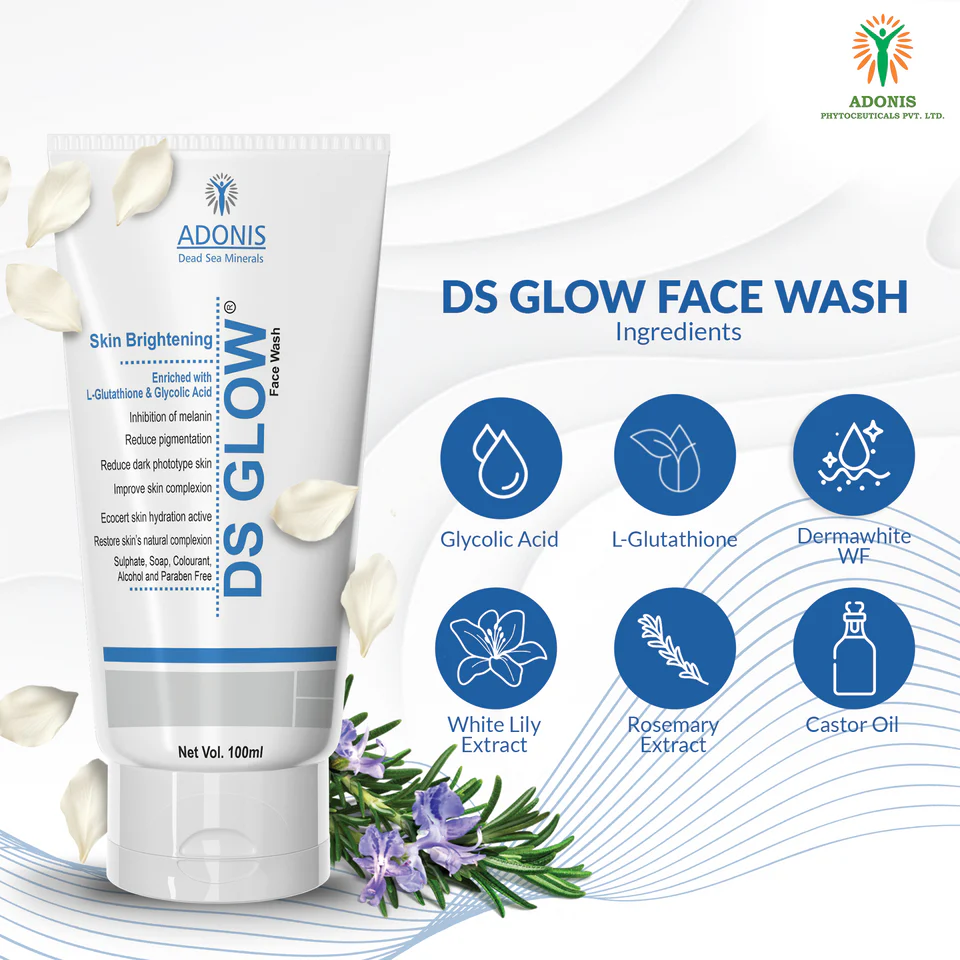 ADONIS
PHYTOCEUTICALS PVT. LTD.
ADONIS
Dead Sea Minerals
Skin Brightening
Enriched with
L-Glutathione & Glycolic Acid
Inhibition of melanin
Reduce pigmentation
Reduce dark phototype skin
Improve skin complexion
Ecocert skin hydration active
Restore skin's natural complexion
Sulphate, Soap, Colourant,
Alcohol and Paraben Free
DS GLOW®
Face Wash
Net Vol. 100ml
DS GLOW FACE WASH
Ingredients
Glycolic Acid
L-Glutathione
Dermawhite
WF
White Lily
Extract
Rosemary
Extract
Castor Oil